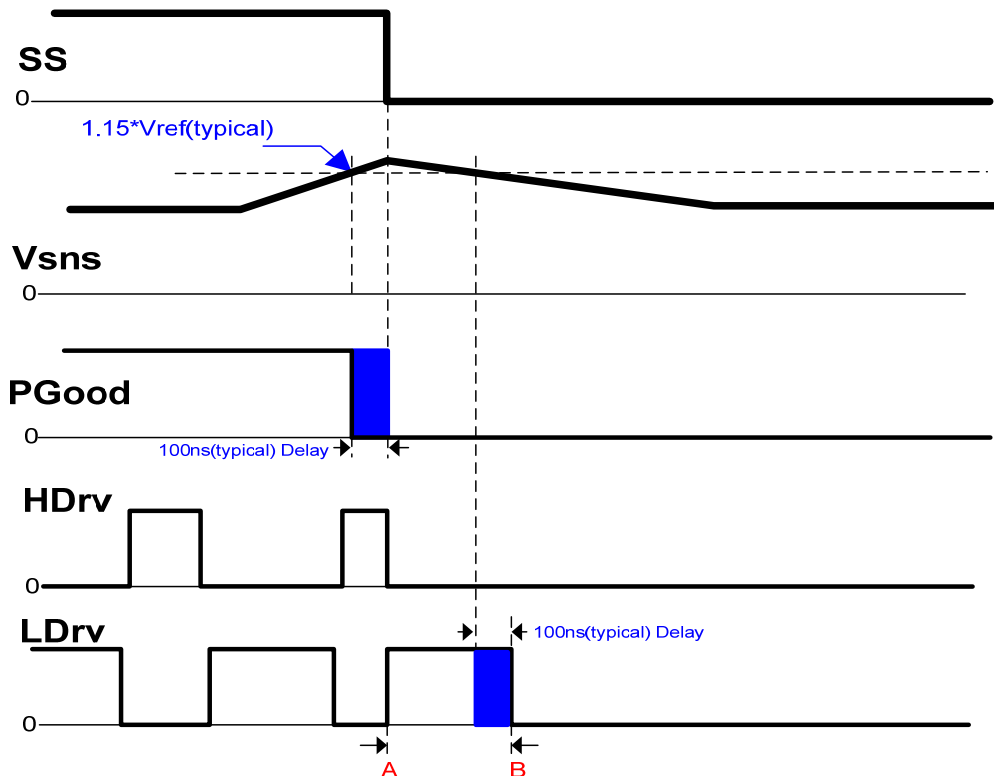 SS
0
1.15*Vref(typical)
Vsns
0
PGood
0
100ns(typical) Delay
HDrv
0
LDrv
100ns(typical) Delay
0
A
B